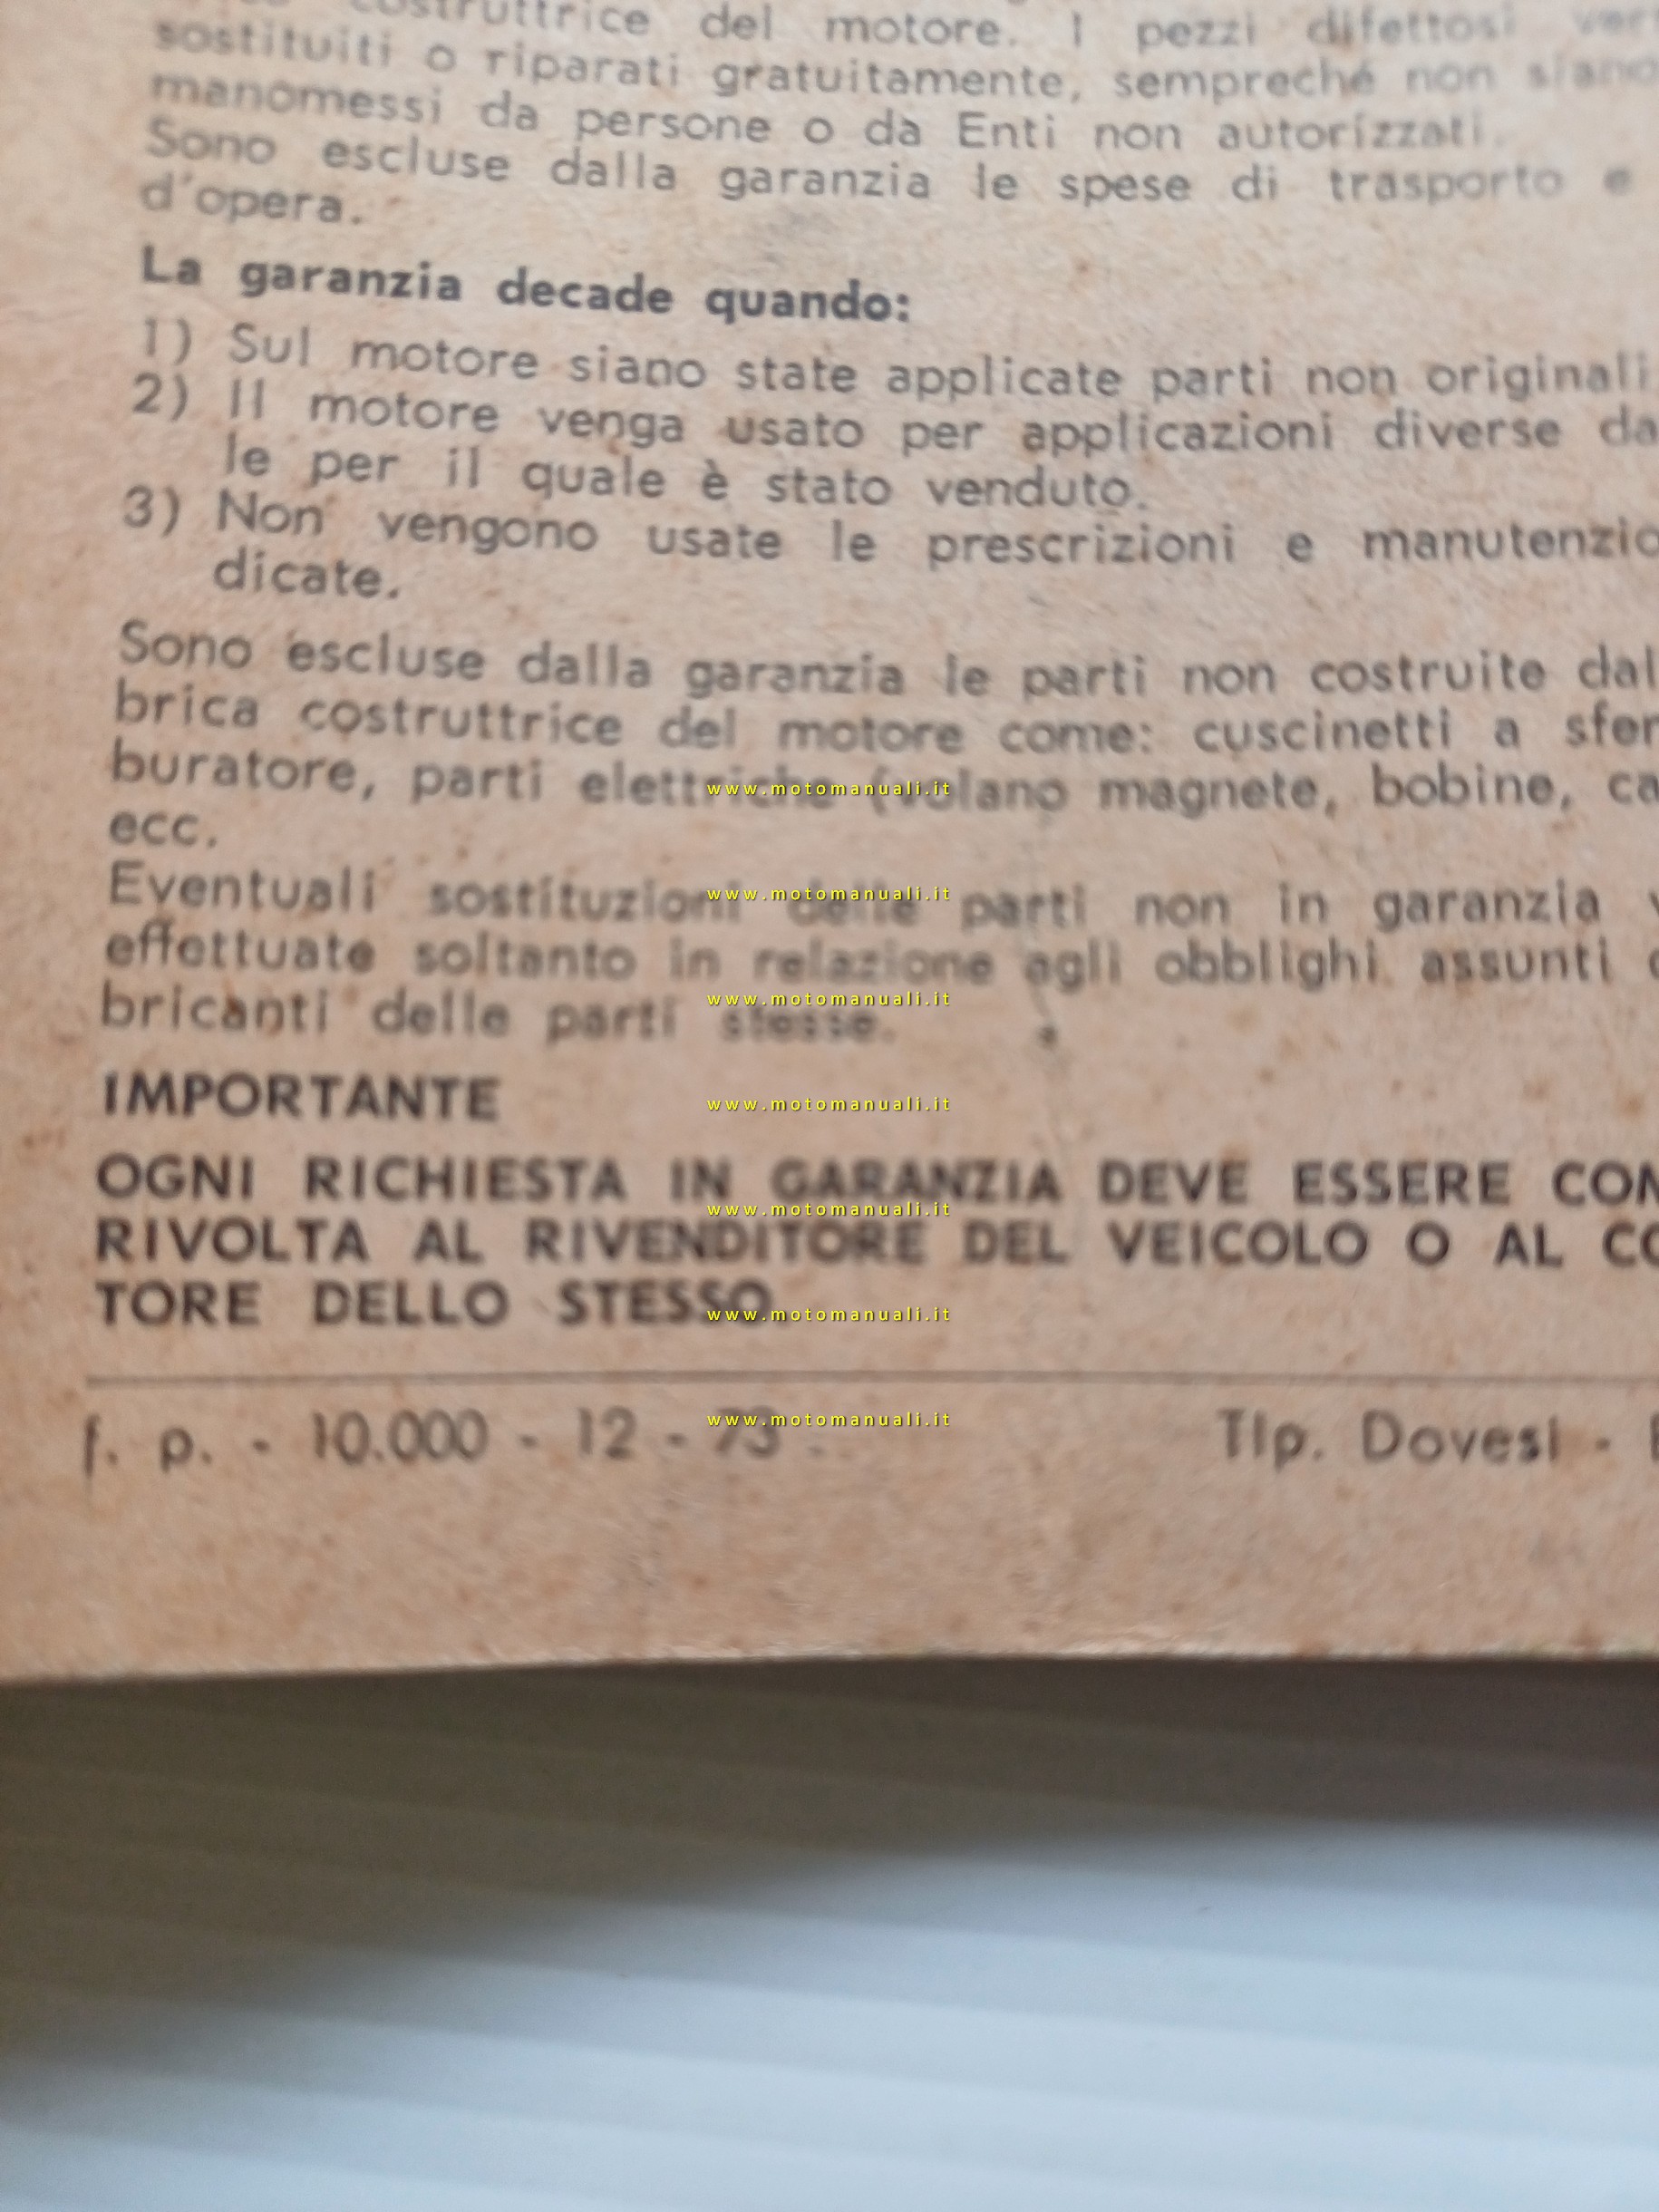 costruttrice del motore. I pezzi difettosi
sostituiti o riparati gratuitamente, sempreché non siano
manomessi da persone o da Enti non autorizzati.
Sono escluse dalla garanzia le spese di trasporto e
d'opera.
La garanzia decade quando:
1) Sul motore siano state applicate parti non originali
2) Il motore venga usato per applicazioni diverse da
le per il quale è stato venduto.
3) Non vengono usate le prescrizioni e manutenzio
dicate.
Sono escluse dalla garanzia le parti non costruite dal
brica costruttrice del motore come: cuscinetti a sfer
buratore, parti elettriche (volano magnete, bobine, ca
ecc.
Eventuali sostituzioni delle parti non in garanzia v
effettuate soltanto in relazione agli obblighi assunti
bricanti delle parti stesse.
IMPORTANTE
OGNI RICHIESTA IN GARANZIA DEVE ESSERE COM
RIVOLTA AL RIVENDITORE DEL VEICOLO O AL CO
TORE DELLO STESSO.
f. p. - 10.000 - 12 - 73 - Tip. Dovesi -
www.motomanuali.it
www.motomanuali.it
www.motomanuali.it
www.motomanuali.it
www.motomanuali.it
www.motomanuali.it
www.motomanuali.it